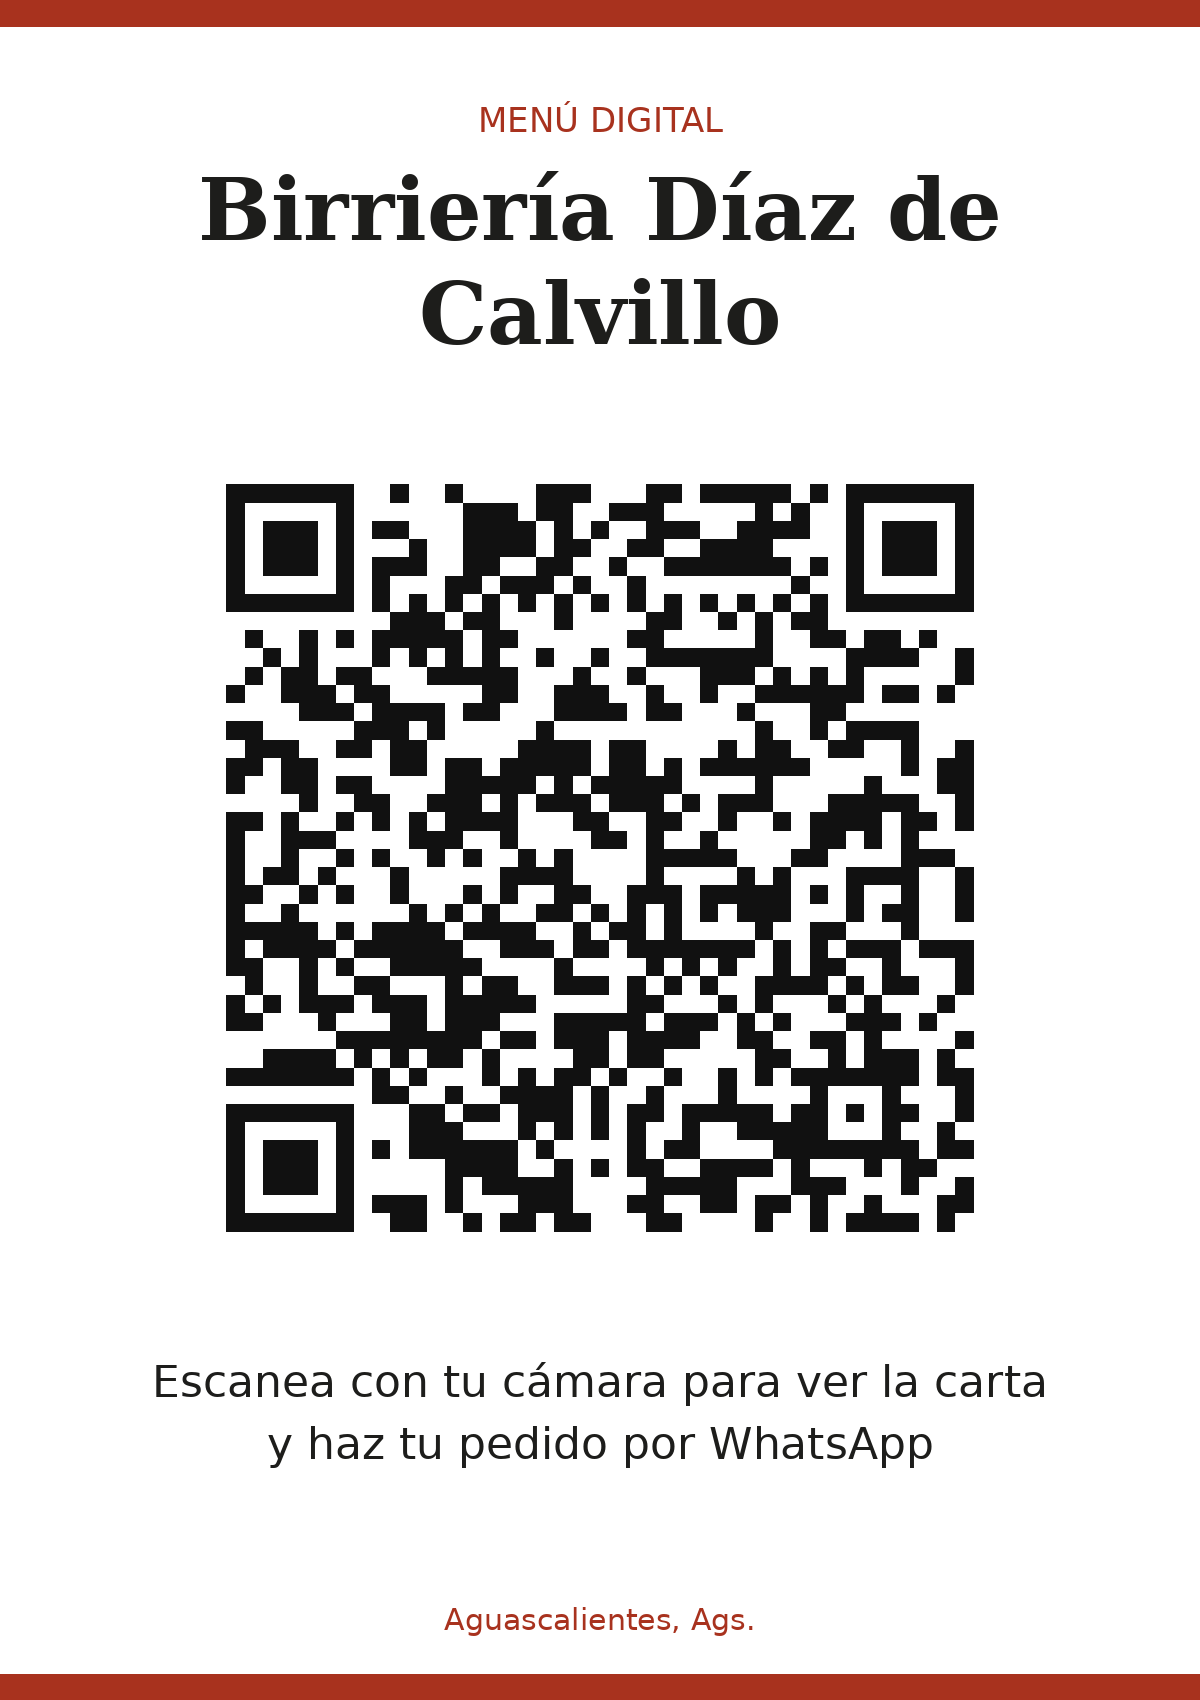 MENÚ DIGITAL
Birriería Díaz de
Calvillo
Escanea con tu cámara para ver la carta
y haz tu pedido por WhatsApp
Aguascalientes, Ags.